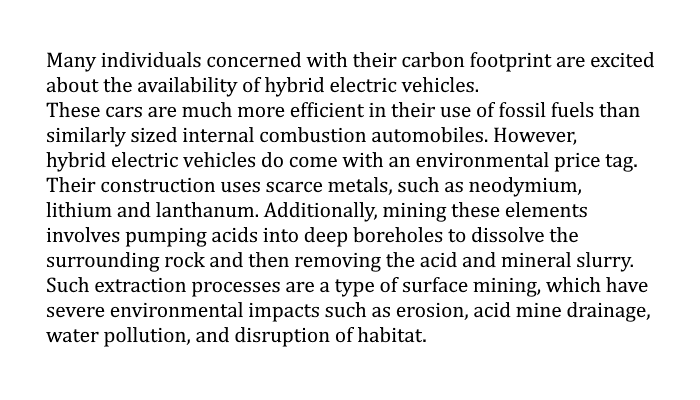 Many individuals concerned with their carbon footprint are excited
about the availability of hybrid electric vehicles.
These cars are much more efficient in their use of fossil fuels than
similarly sized internal combustion automobiles. However,
hybrid electric vehicles do come with an environmental price tag.
Their construction uses scarce metals, such as neodymium,
lithium and lanthanum. Additionally, mining these elements
involves pumping acids into deep boreholes to dissolve the
surrounding rock and then removing the acid and mineral slurry.
Such extraction processes are a type of surface mining, which have
severe environmental impacts such as erosion, acid mine drainage,
water pollution, and disruption of habitat.